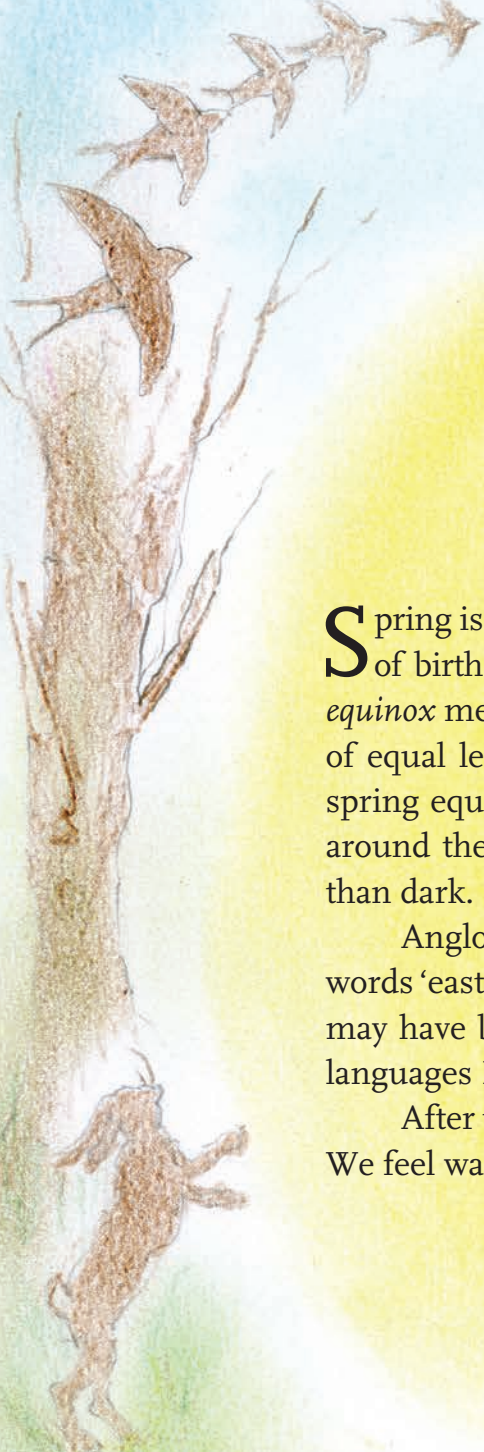 Spring is
of birth
equinox me
of equal le
spring equ
around the
than dark.
Anglo
words ‘east
may have l
languages
After
We feel wa